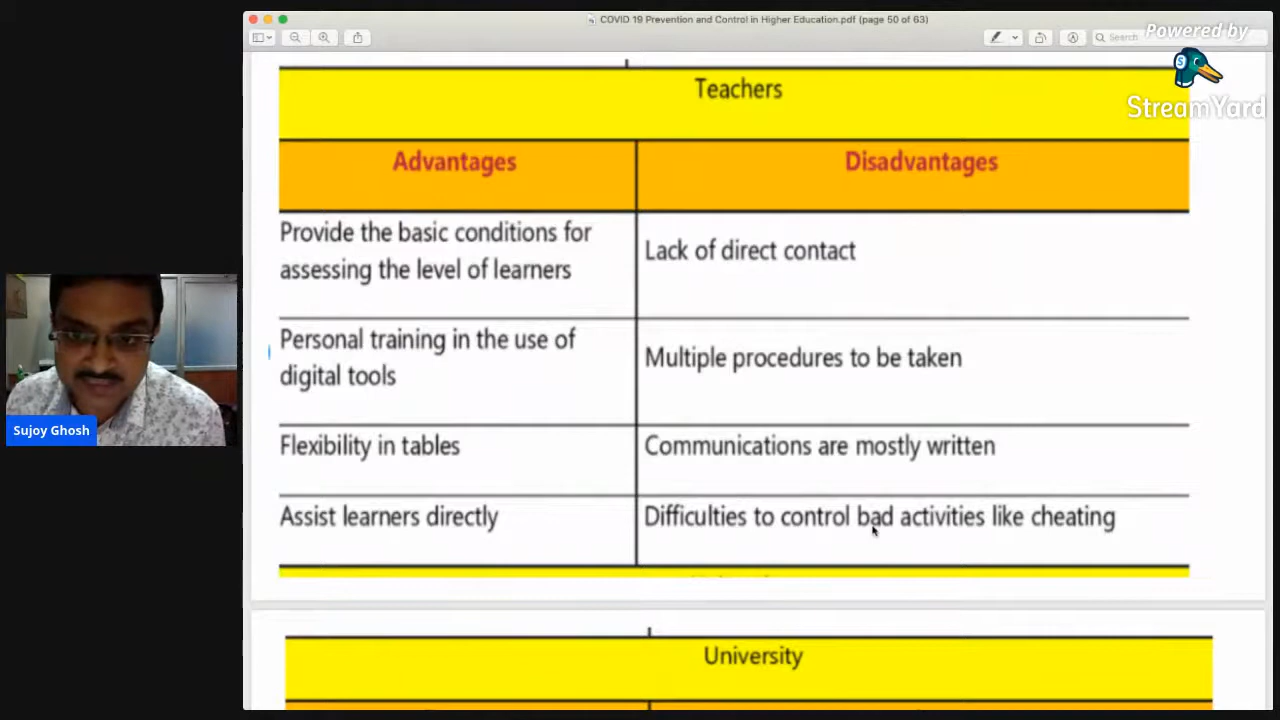 COVID 19 Prevention and Control in Higher Education.pdf (page 50 of 63)
Search
Powered by
StreamYard
Teachers
Advantages
Disadvantages
Provide the basic conditions for
assessing the level of learners
Lack of direct contact
Personal training in the use of
digital tools
Multiple procedures to be taken
Flexibility in tables
Communications are mostly written
Assist learners directly
Difficulties to control bad activities like cheating
University
Sujoy Ghosh